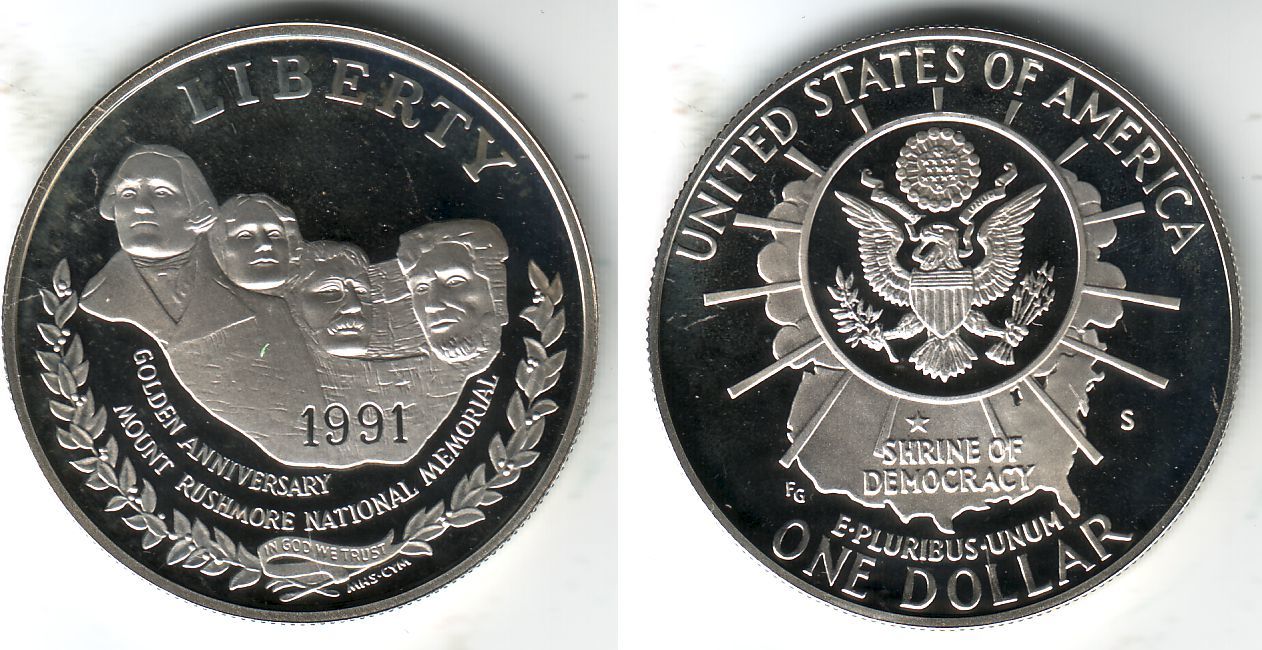 LIBERTY
1991
GOLDEN ANNIVERSARY
MOUNT RUSHMORE NATIONAL MEMORIAL
IN GOD WE TRUST
MHS-CYM
UNITED STATES OF AMERICA
S
SHRINE OF
DEMOCRACY
FG
E·PLURIBUS·UNUM
ONE DOLLAR